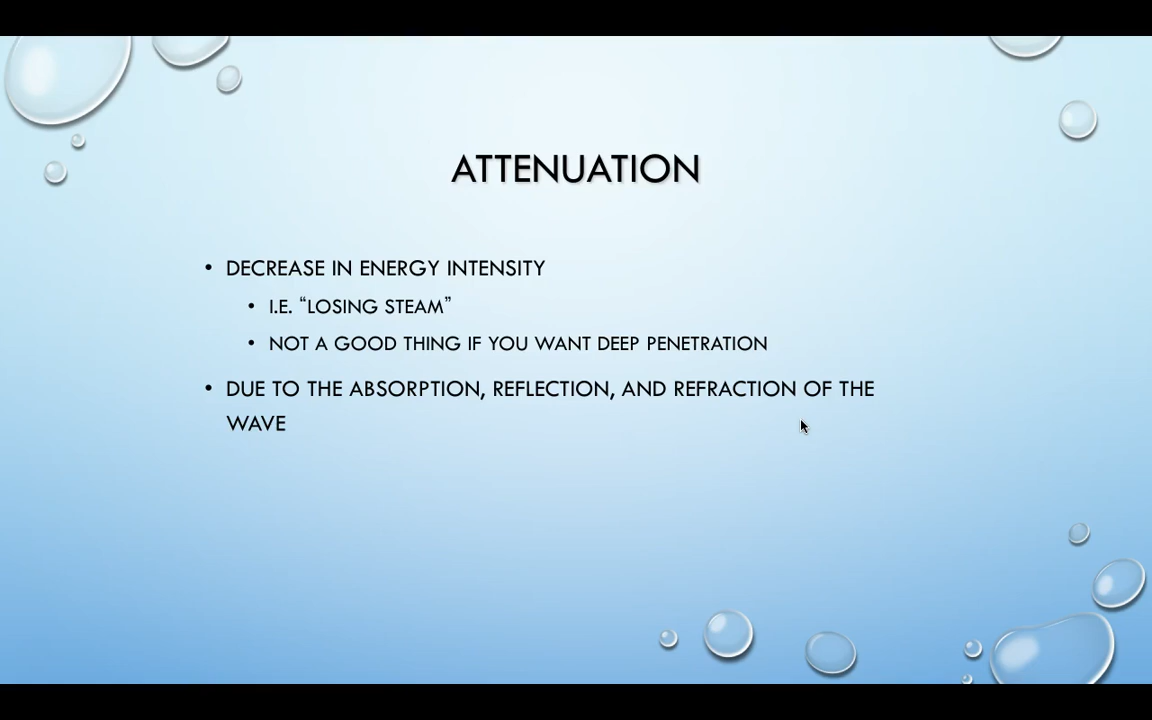 ATTENUATION
• DECREASE IN ENERGY INTENSITY
• I.E. “LOSING STEAM”
• NOT A GOOD THING IF YOU WANT DEEP PENETRATION
• DUE TO THE ABSORPTION, REFLECTION, AND REFRACTION OF THE
WAVE